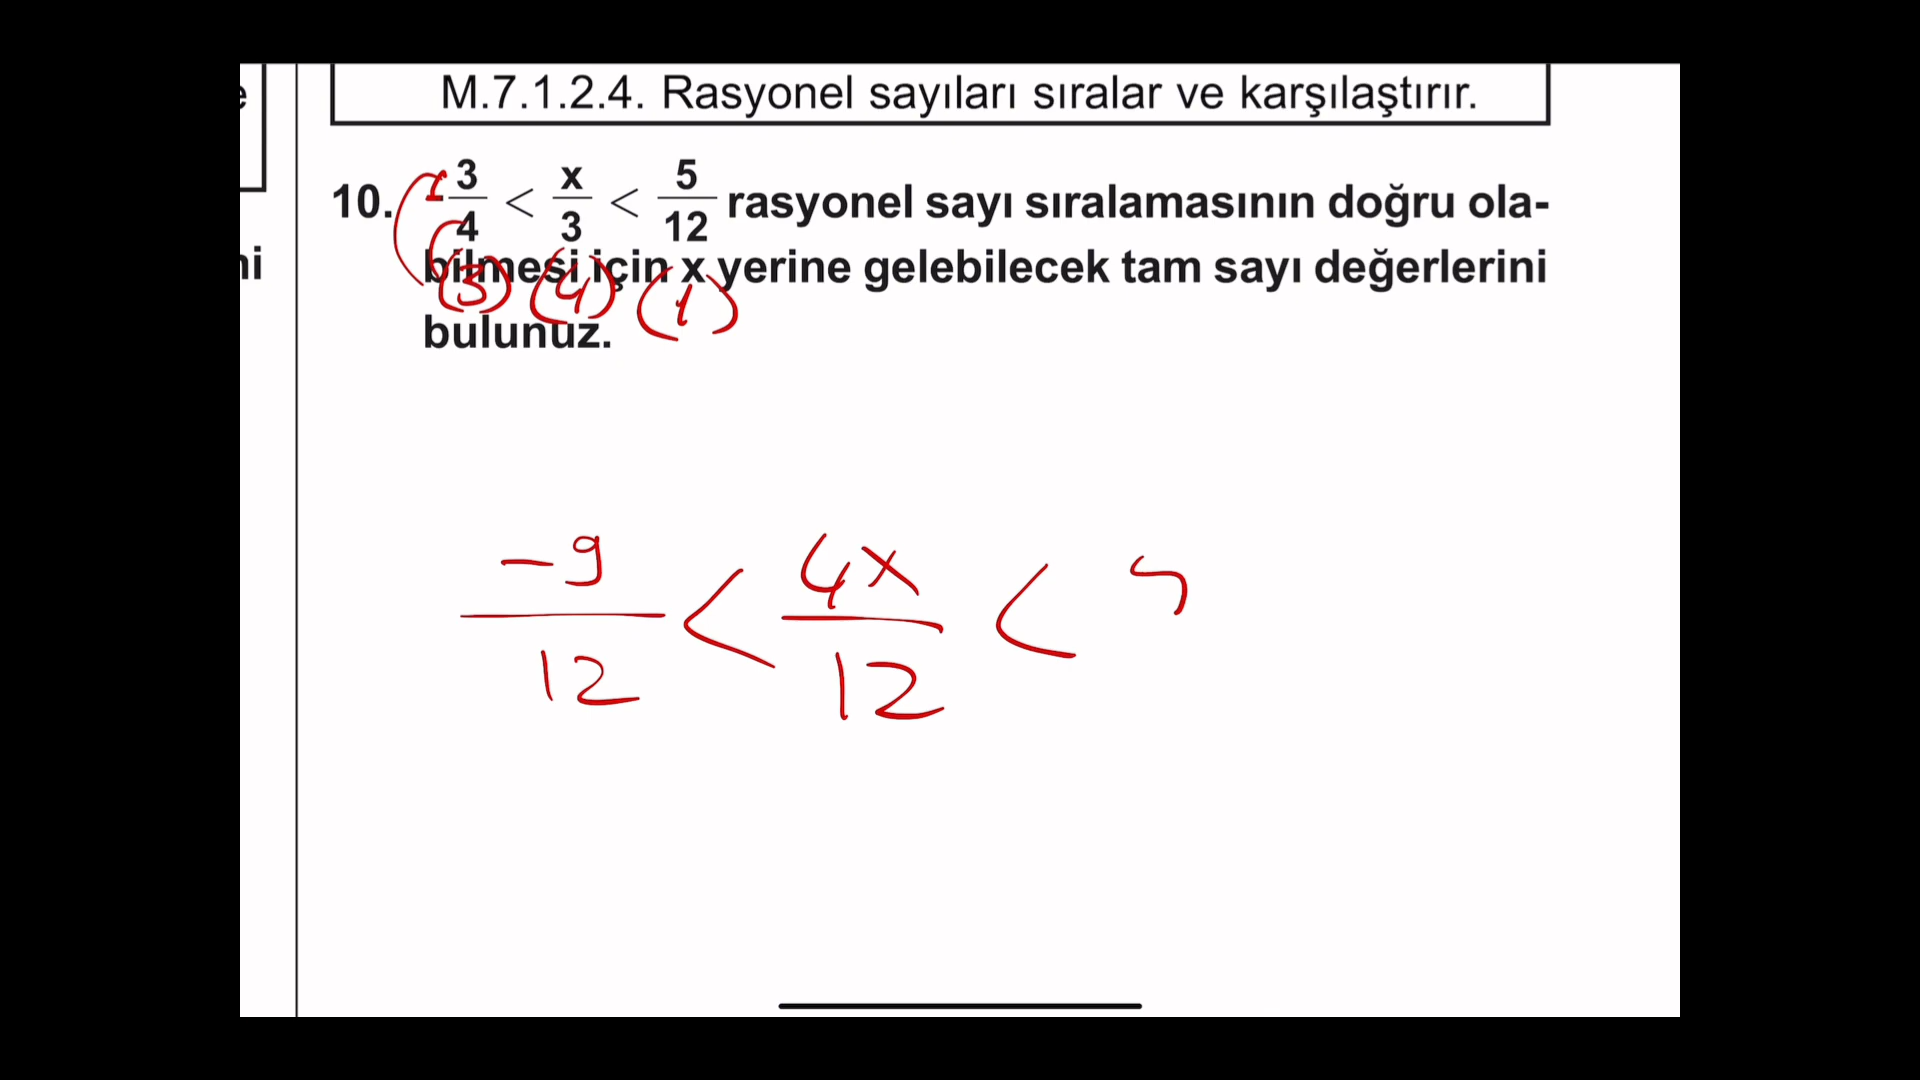 M.7.1.2.4. Rasyonel sayıları sıralar ve karşılaştırır.
10. -3/4 < x/3 < 5/12 rasyonel sayı sıralamasının doğru ola-
bilmesi için x yerine gelebilecek tam sayı değerlerini
(3) (4) (1)
bulunuz.
-9/12 < 4x/12 <